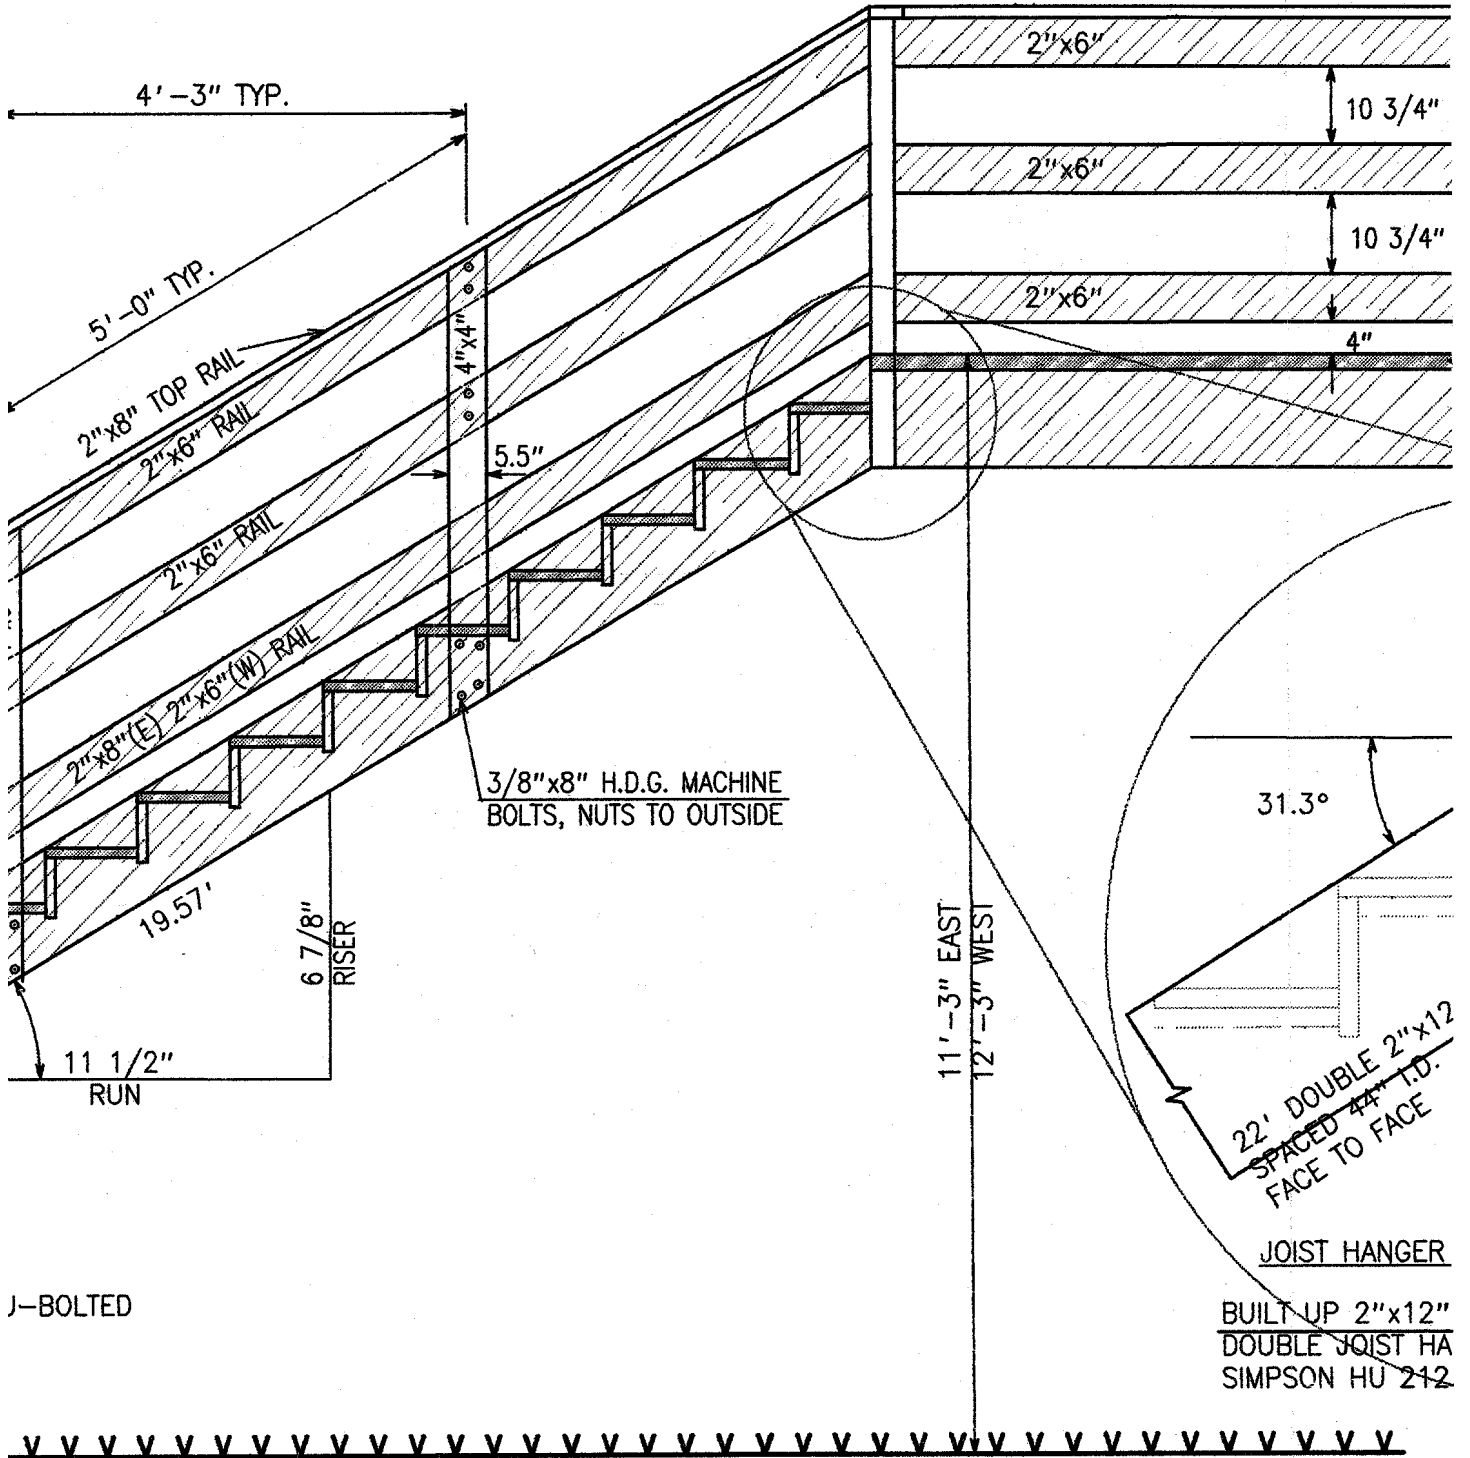 2"x6"
4'-3" TYP.
10 3/4"
2"x6"
10 3/4"
5'-0" TYP.
2"x6"
4"x4"
4"
2"x8" TOP RAIL
2"x6" RAIL
5.5"
2"x6" RAIL
2"x8"(E) 2"x6"(W) RAIL
3/8"x8" H.D.G. MACHINE
BOLTS, NUTS TO OUTSIDE
31.3°
19.57'
6 7/8"
RISER
11'-3" EAST
12'-3" WEST
11 1/2"
RUN
22' DOUBLE 2"x12
SPACED 44" I.D.
FACE TO FACE
JOIST HANGER
U-BOLTED
BUILT UP 2"x12"
DOUBLE JOIST HA
SIMPSON HU 212